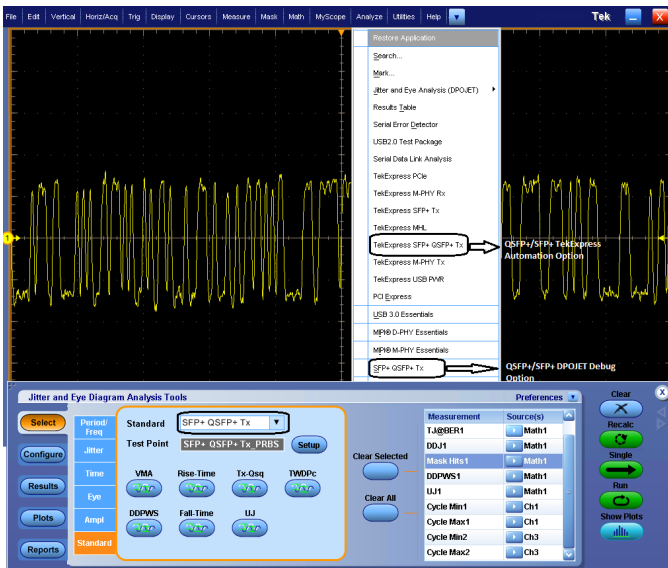 File Edit Vertical Horiz/Acq Trig Display Cursors Measure Mask Math MyScope Analyze Utilities Help Tek X
Restore Application
Search...
Mark...
Jitter and Eye Analysis (DPOJET)
Results Table
Serial Error Detector
USB2.0 Test Package
Serial Data Link Analysis
TekExpress PCIe
TekExpress M-PHY Rx
TekExpress SFP+ Tx
TekExpress MHL
TekExpress SFP+ QSFP+ Tx
QSFP+/SFP+ TekExpress
Automation Option
TekExpress M-PHY Tx
TekExpress USB PWR
PCI Express
USB 3.0 Essentials
MIPI® D-PHY Essentials
MIPI® M-PHY Essentials
SFP+ QSFP+ Tx
QSFP+/SFP+ DPOJET Debug
Option
1
Jitter and Eye Diagram Analysis Tools
Preferences
Clear
X
Select
Configure
Results
Plots
Reports
Period/
Freq
Jitter
Time
Eye
Ampl
Standard
Standard SFP+ QSFP+ Tx
Test Point SFP+ QSFP+ Tx_PRBS Setup
VMA Rise-Time Tx-Qsq TWDPc
DDPWS Fall-Time UJ
Clear Selected
Clear All
Measurement Source(s)
TJ@BER1 Math1
DDJ1 Math1
Mask Hits1 Math1
DDPWS1 Math1
UJ1 Math1
Cycle Min1 Ch1
Cycle Max1 Ch1
Cycle Min2 Ch3
Cycle Max2 Ch3
Recalc
Single
Run
Show Plots